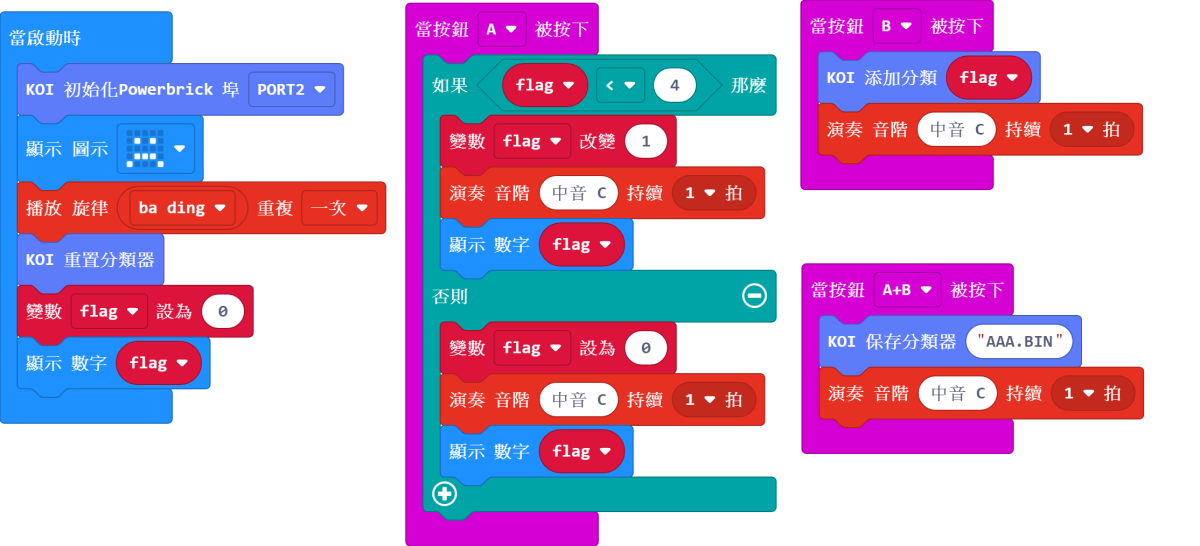 當啟動時
KOI 初始化Powerbrick 埠 PORT2
顯示 圖示
播放 旋律 ba ding 重複 一次
KOI 重置分類器
變數 flag 設為 0
顯示 數字 flag
當按鈕 A 被按下
如果 flag < 4 那麼
變數 flag 改變 1
演奏 音階 中音 C 持續 1 拍
顯示 數字 flag
否則
變數 flag 設為 0
演奏 音階 中音 C 持續 1 拍
顯示 數字 flag
當按鈕 B 被按下
KOI 添加分類 flag
演奏 音階 中音 C 持續 1 拍
當按鈕 A+B 被按下
KOI 保存分類器 "AAA.BIN"
演奏 音階 中音 C 持續 1 拍